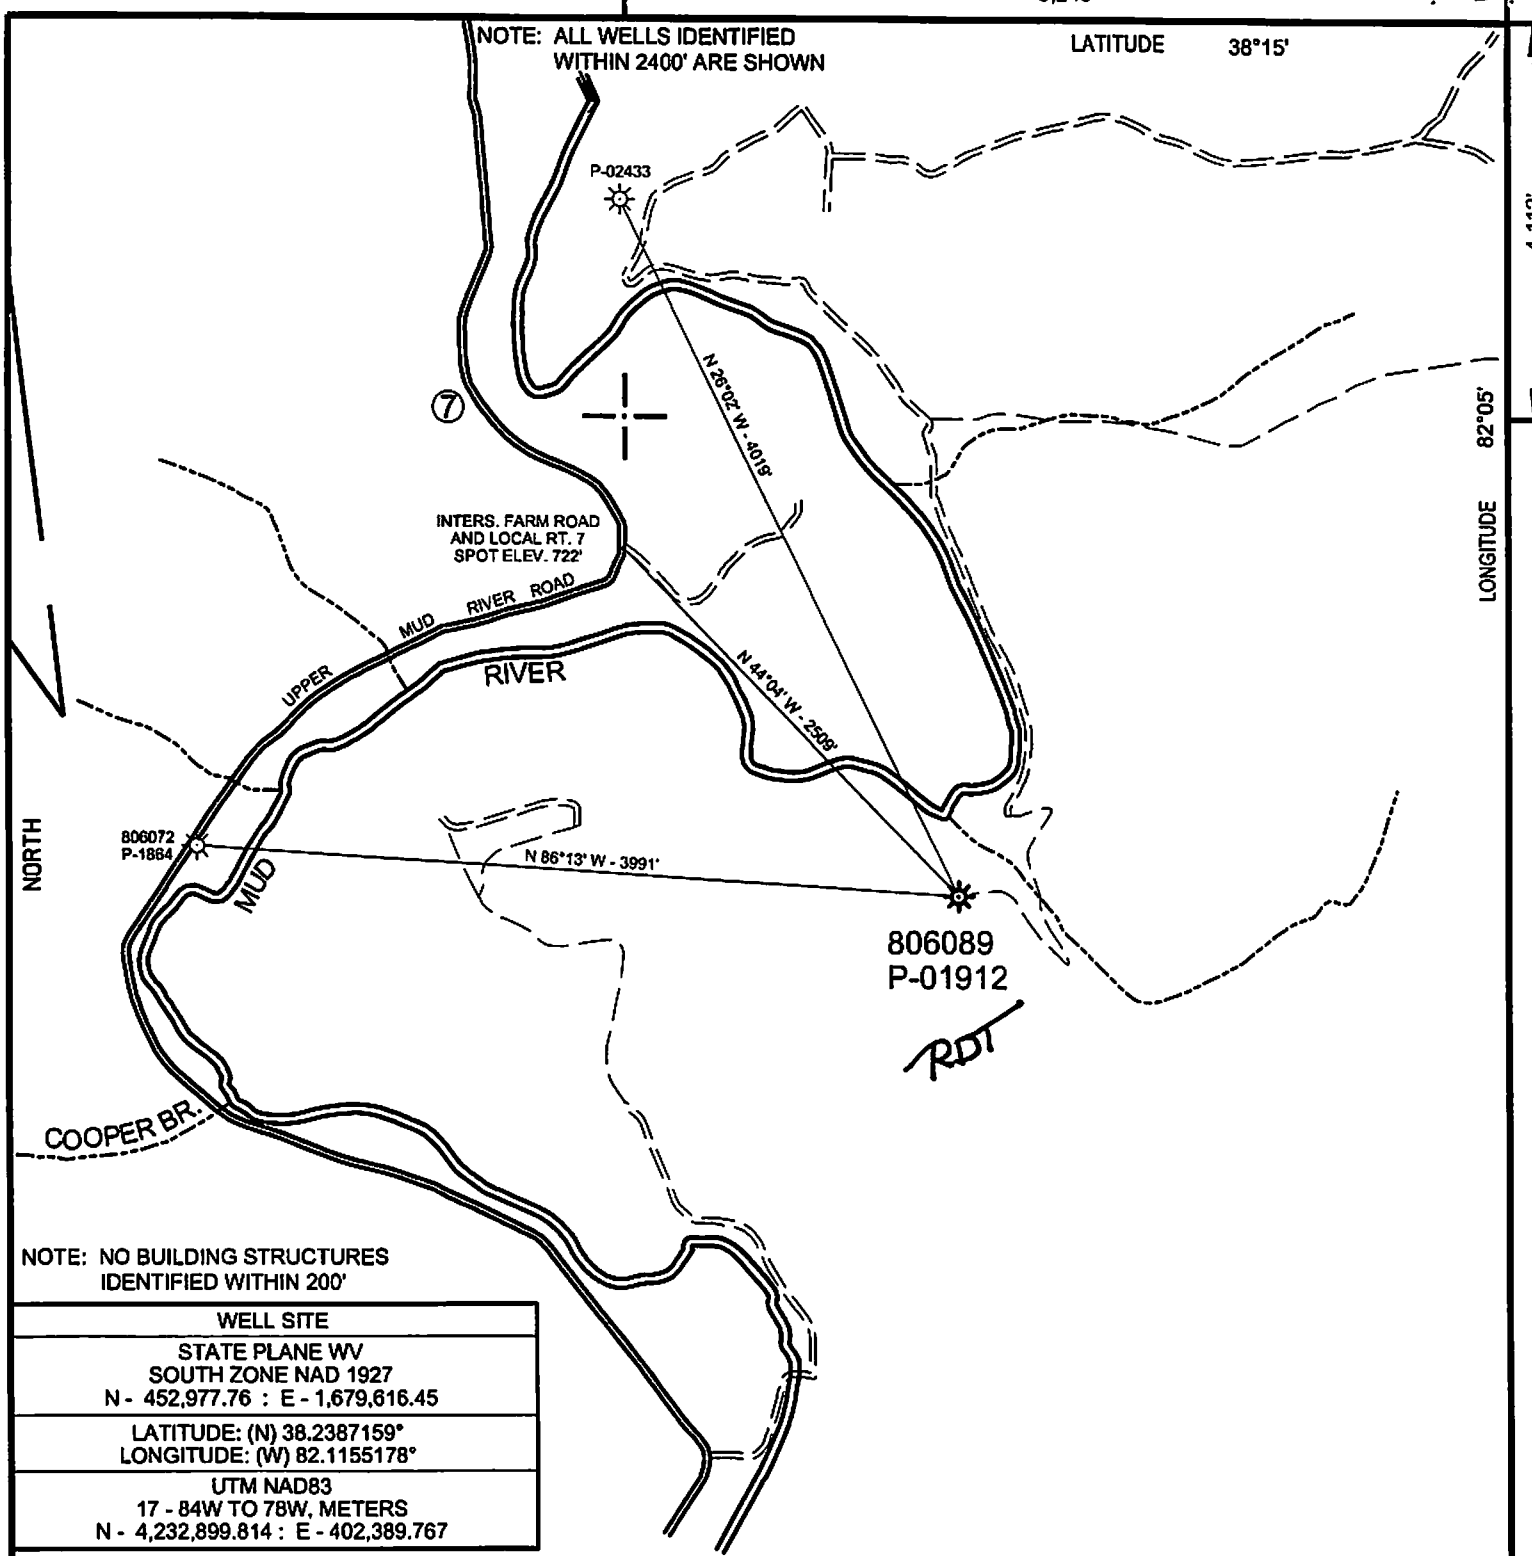 NOTE: ALL WELLS IDENTIFIED
WITHIN 2400' ARE SHOWN
LATITUDE 38°15'
P-02433
N 26°02' W - 4019'
7
82°05'
LONGITUDE
INTERS. FARM ROAD
AND LOCAL RT. 7
SPOT ELEV. 722'
UPPER MUD RIVER ROAD
RIVER
N 44°04' W - 2509'
NORTH
806072
P-1864
MUD
N 86°13' W - 3991'
806089
P-01912
RDT
COOPER BR.
NOTE: NO BUILDING STRUCTURES
IDENTIFIED WITHIN 200'
WELL SITE
STATE PLANE WV
SOUTH ZONE NAD 1927
N - 452,977.76 : E - 1,679,616.45
LATITUDE: (N) 38.2387159°
LONGITUDE: (W) 82.1155178°
UTM NAD83
17 - 84W TO 78W, METERS
N - 4,232,899.814 : E - 402,389.767